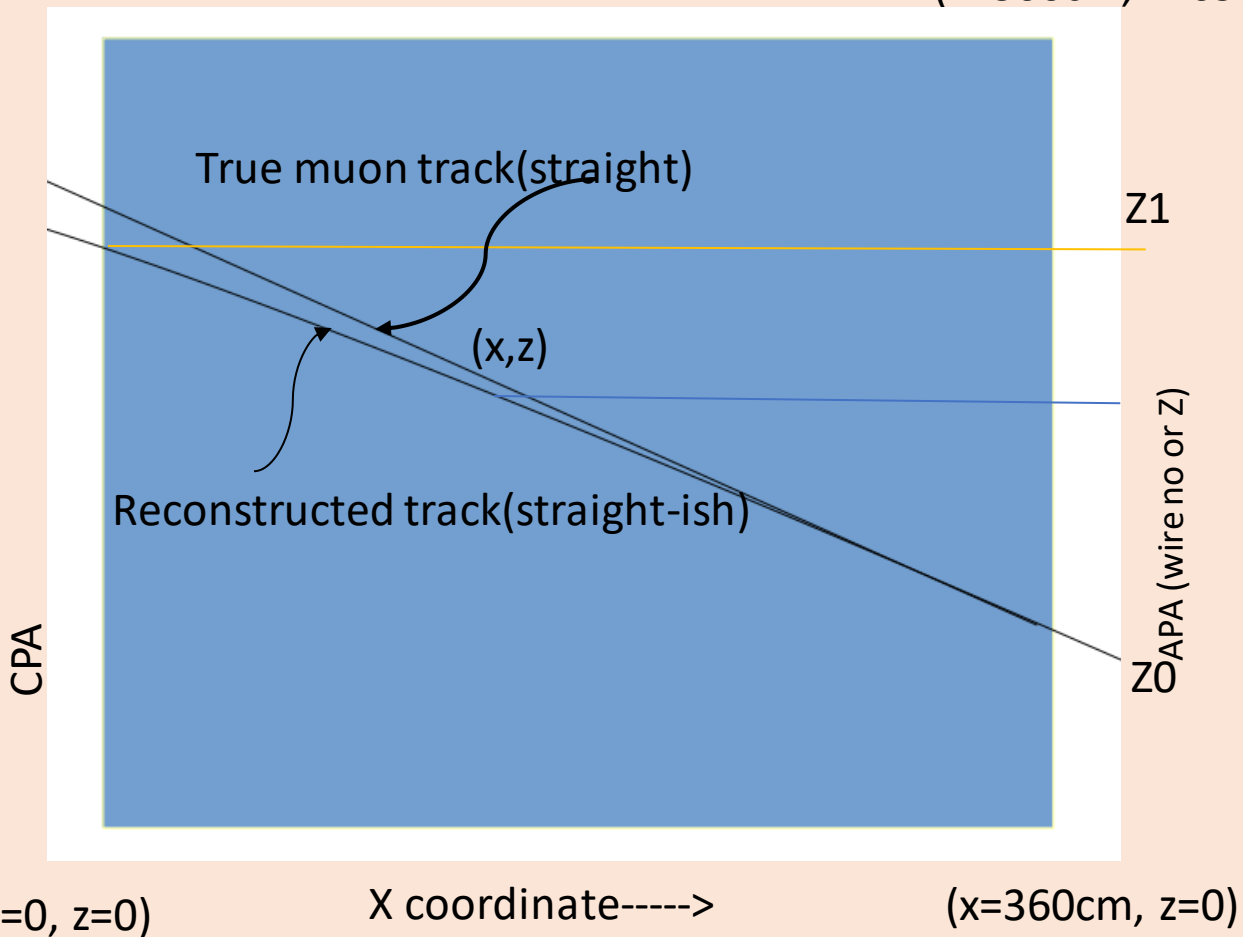 True muon track(straight)
Z1
(x,z)
Reconstructed track(straight-ish)
CPA
APA (wire no or Z)
Z0
=0, z=0)
X coordinate----->
(x=360cm, z=0)